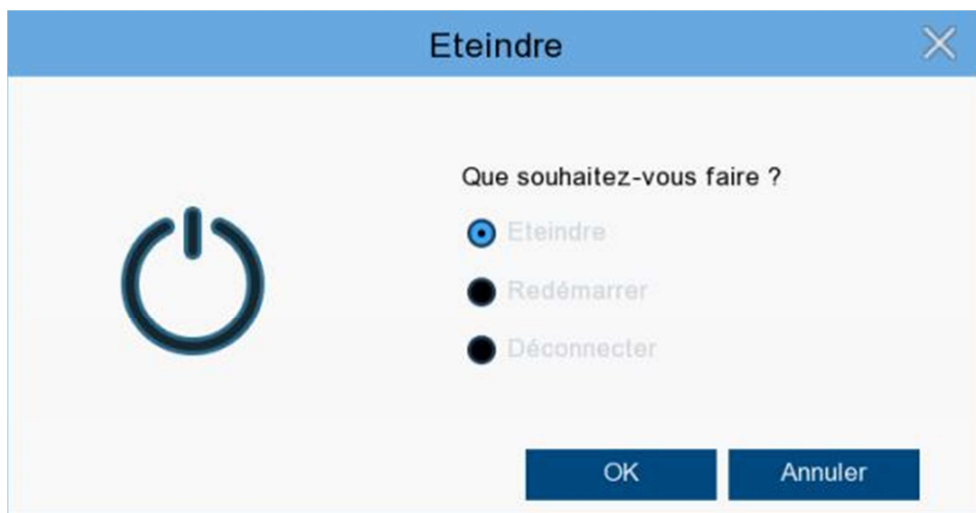 Eteindre
Que souhaitez-vous faire ?
Eteindre
Redémarrer
Déconnecter
OK
Annuler